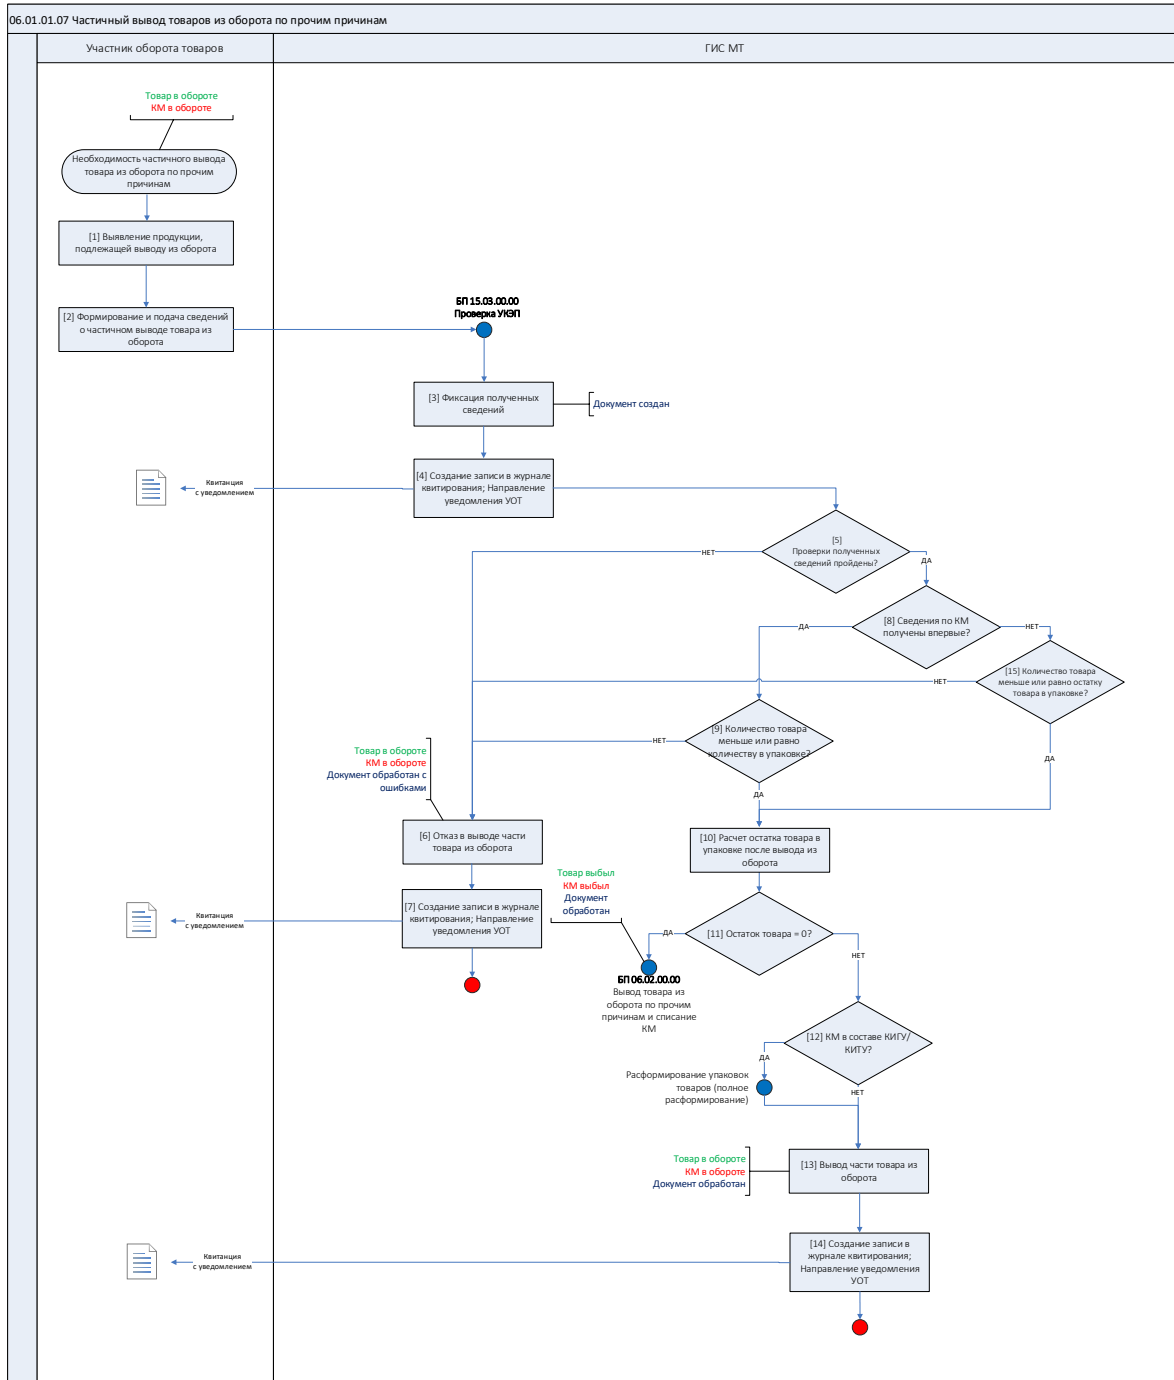 06.01.01.07 Частичный вывод товаров из оборота по прочим причинам
Участник оборота товаров
ГИС МТ
Товар в обороте
КМ в обороте
Необходимость частичного вывода
товара из оборота по прочим
причинам
[1] Выявление продукции,
подлежащей выводу из оборота
[2] Формирование и подача сведений
о частичном выводе товара из
оборота
БП 15.03.00.00
Проверка УКЭП
[3] Фиксация полученных
сведений
Документ создан
[4] Создание записи в журнале
квитирования; Направление
уведомления УОТ
Квитанция
с уведомлением
[5]
Проверки полученных
сведений пройдены?
НЕТ
ДА
[8] Сведения по КМ
получены впервые?
ДА
НЕТ
[15] Количество товара
меньше или равно остатку
товара в упаковке?
НЕТ
ДА
[9] Количество товара
меньше или равно
количеству в упаковке?
НЕТ
ДА
Товар в обороте
КМ в обороте
Документ обработан с
ошибками
[6] Отказ в выводе части
товара из оборота
[10] Расчет остатка товара в
упаковке после вывода из
оборота
[7] Создание записи в журнале
квитирования; Направление
уведомления УОТ
Квитанция
с уведомлением
Товар выбыл
КМ выбыл
Документ
обработан
[11] Остаток товара = 0?
ДА
НЕТ
БП 06.02.00.00
Вывод товара из
оборота по прочим
причинам и списание
КМ
[12] КМ в составе КИГУ/
КИТУ?
ДА
НЕТ
Расформирование упаковок
товаров (полное
расформирование)
Товар в обороте
КМ в обороте
Документ обработан
[13] Вывод части товара из
оборота
[14] Создание записи в
журнале квитирования;
Направление уведомления
УОТ
Квитанция
с уведомлением